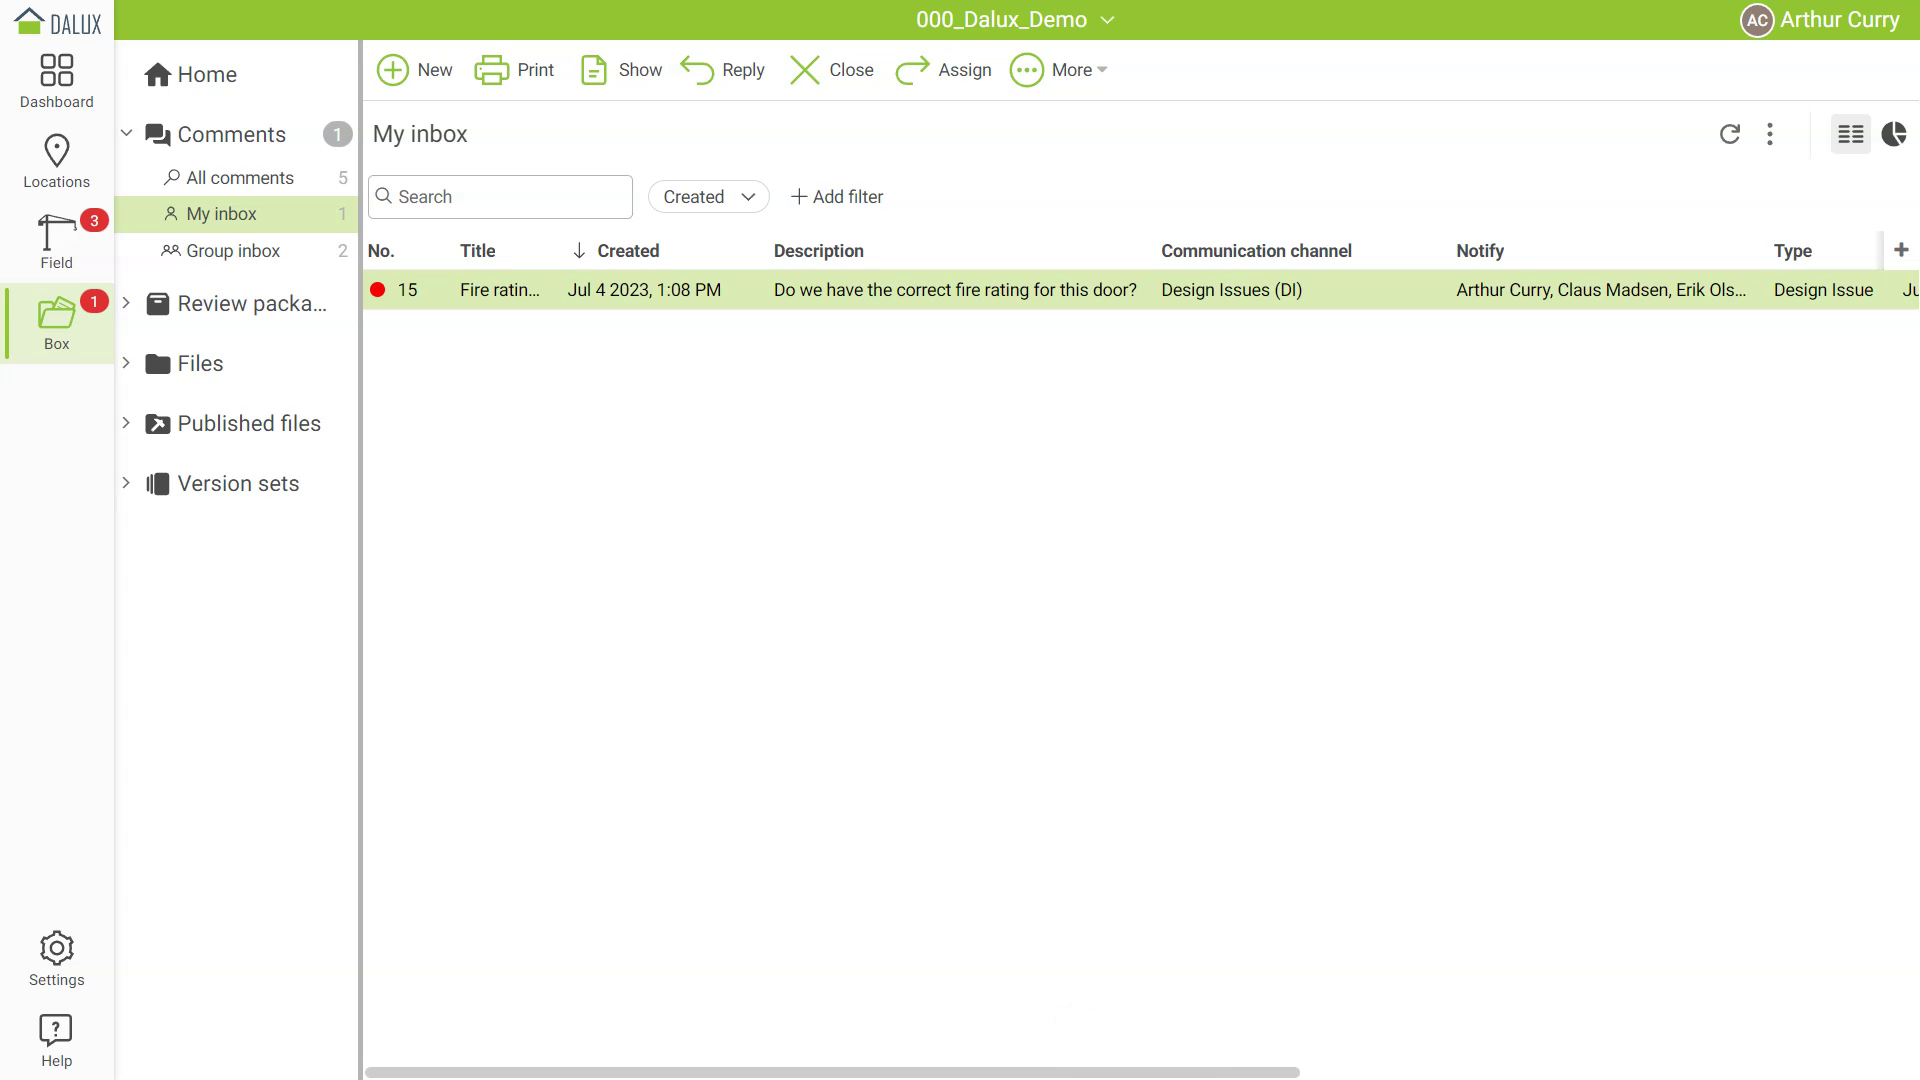 DALUX
000_Dalux_Demo
AC Arthur Curry
Dashboard
Locations
Field 3
Box 1
Settings
Help
Home
Comments 1
All comments 5
My inbox 1
Group inbox 2
Review packa...
Files
Published files
Version sets
New Print Show Reply Close Assign More
My inbox
Search Created Add filter
No. Title Created Description Communication channel Notify Type
15 Fire ratin... Jul 4 2023, 1:08 PM Do we have the correct fire rating for this door? Design Issues (DI) Arthur Curry, Claus Madsen, Erik Ols... Design Issue Ju